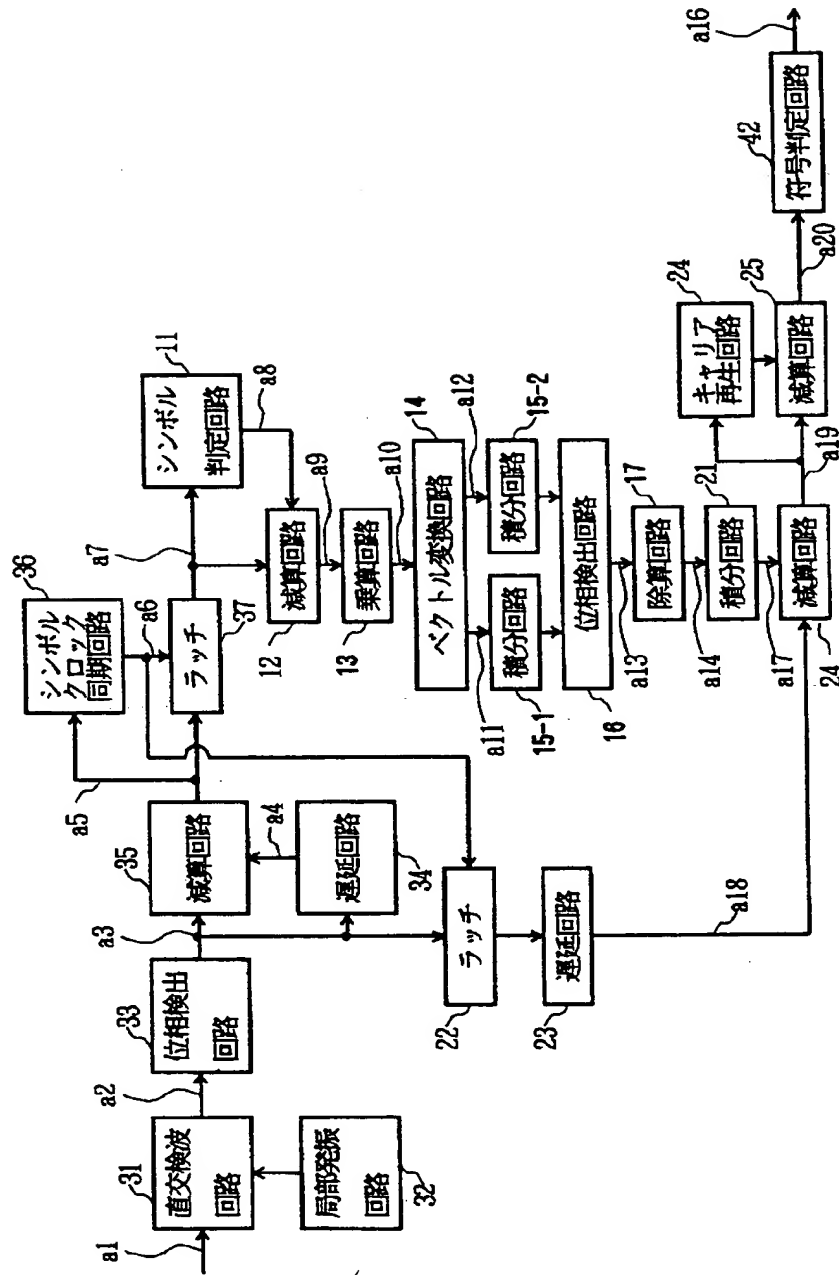 a1
31
直交検波
回路
局部発振
回路
32
a2
33
位相検出
回路
a3
35
減算回路
a4
遅延回路
34
a5
36
シンボル
クロック
同期回路
a6
ラッチ
37
a7
11
シンボル
判定回路
a8
減算回路
12
a9
乗算回路
13
a10
14
ベクトル変換回路
a11
a12
積分回路
15-1
積分回路
15-2
位相検出回路
16
a13
17
除算回路
a14
21
積分回路
a17
減算回路
24
ラッチ
22
遅延回路
23
a18
a19
24
キャリア
再生回路
25
減算回路
a20
42
符号判定回路
a16